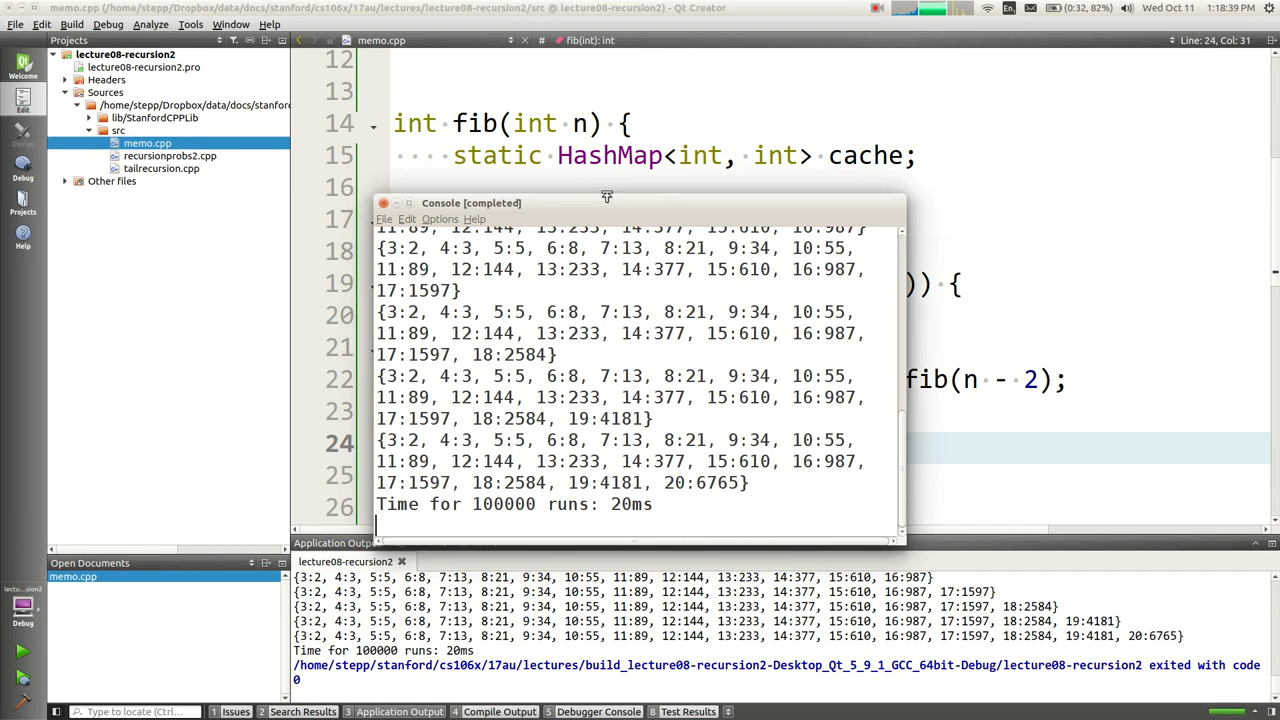 memo.cpp (~/Dropbox/data/docs/stanford/cs106x/17au/lectures/lecture08-recursion2/src @ lecture08-recursion2) - Qt Creator
En
(0:32, 82%)
Wed Oct 11 1:18:39 PM
File Edit Build Debug Analyze Tools Window Help
Projects
memo.cpp
#
fib(int): int
Line: 24, Col: 31
Welcome
Edit
Design
Debug
Projects
Help
lecture08-recursion2
lecture08-recursion2.pro
Headers
Sources
/home/stepp/Dropbox/data/docs/stanford
lib/StanfordCPPLib
src
memo.cpp
recursionprobs2.cpp
tailrecursion.cpp
Other files
12
13
14 int fib(int n) {
15 static HashMap<int, int> cache;
16
17
18
19 )) {
20
21
22 fib(n - 2);
23
24
25
26
Console [completed]
File Edit Options Help
11:89, 12:144, 13:233, 14:377, 15:610, 16:987}
{3:2, 4:3, 5:5, 6:8, 7:13, 8:21, 9:34, 10:55,
11:89, 12:144, 13:233, 14:377, 15:610, 16:987,
17:1597}
{3:2, 4:3, 5:5, 6:8, 7:13, 8:21, 9:34, 10:55,
11:89, 12:144, 13:233, 14:377, 15:610, 16:987,
17:1597, 18:2584}
{3:2, 4:3, 5:5, 6:8, 7:13, 8:21, 9:34, 10:55,
11:89, 12:144, 13:233, 14:377, 15:610, 16:987,
17:1597, 18:2584, 19:4181}
{3:2, 4:3, 5:5, 6:8, 7:13, 8:21, 9:34, 10:55,
11:89, 12:144, 13:233, 14:377, 15:610, 16:987,
17:1597, 18:2584, 19:4181, 20:6765}
Time for 100000 runs: 20ms
Open Documents
memo.cpp
lectu...on2
Debug
Application Outpu
lecture08-recursion2
{3:2, 4:3, 5:5, 6:8, 7:13, 8:21, 9:34, 10:55, 11:89, 12:144, 13:233, 14:377, 15:610, 16:987}
{3:2, 4:3, 5:5, 6:8, 7:13, 8:21, 9:34, 10:55, 11:89, 12:144, 13:233, 14:377, 15:610, 16:987, 17:1597}
{3:2, 4:3, 5:5, 6:8, 7:13, 8:21, 9:34, 10:55, 11:89, 12:144, 13:233, 14:377, 15:610, 16:987, 17:1597, 18:2584}
{3:2, 4:3, 5:5, 6:8, 7:13, 8:21, 9:34, 10:55, 11:89, 12:144, 13:233, 14:377, 15:610, 16:987, 17:1597, 18:2584, 19:4181}
{3:2, 4:3, 5:5, 6:8, 7:13, 8:21, 9:34, 10:55, 11:89, 12:144, 13:233, 14:377, 15:610, 16:987, 17:1597, 18:2584, 19:4181, 20:6765}
Time for 100000 runs: 20ms
/home/stepp/stanford/cs106x/17au/lectures/build_lecture08-recursion2-Desktop_Qt_5_9_1_GCC_64bit-Debug/lecture08-recursion2 exited with code
0
Type to locate (Ctrl...
1 Issues 2 Search Results 3 Application Output 4 Compile Output 5 Debugger Console 8 Test Results